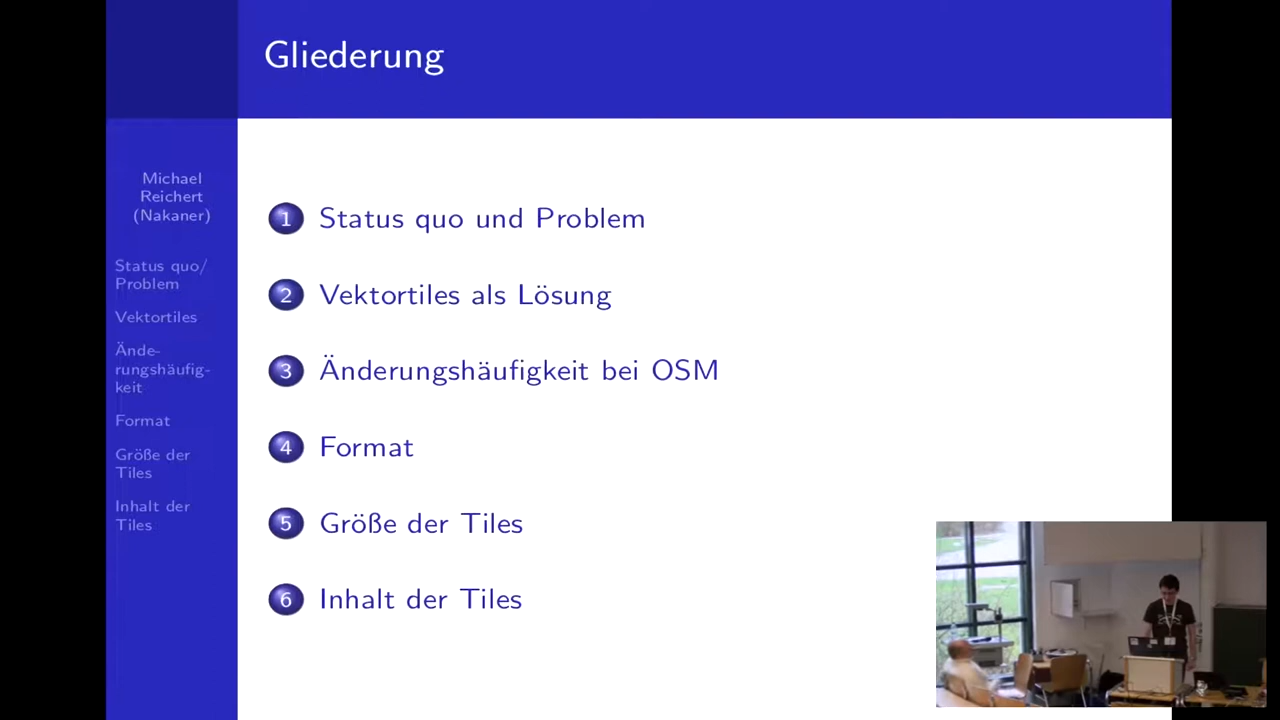 Gliederung
Michael
Reichert
(Nakaner)
Status quo/
Problem
Vektortiles
Ände-
rungshäufig-
keit
Format
Größe der
Tiles
Inhalt der
Tiles
1 Status quo und Problem
2 Vektortiles als Lösung
3 Änderungshäufigkeit bei OSM
4 Format
5 Größe der Tiles
6 Inhalt der Tiles